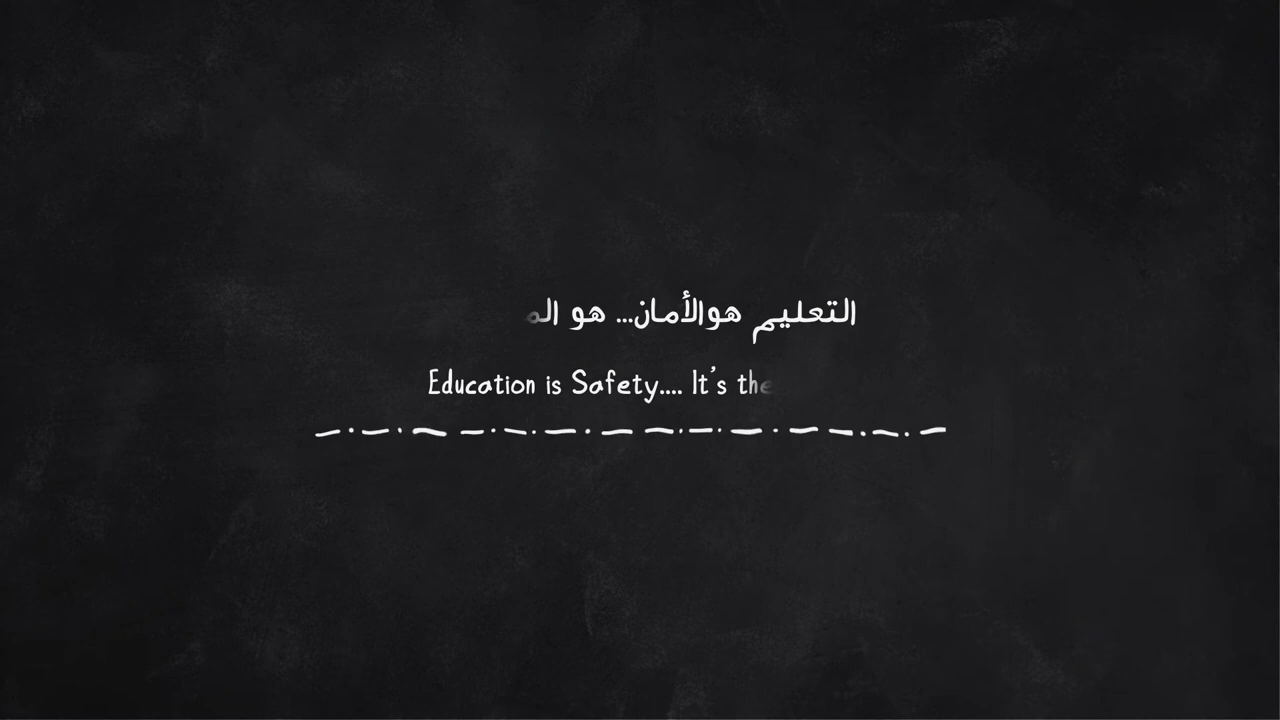 التعليم هوالأمان... هو
Education is Safety.... It's the